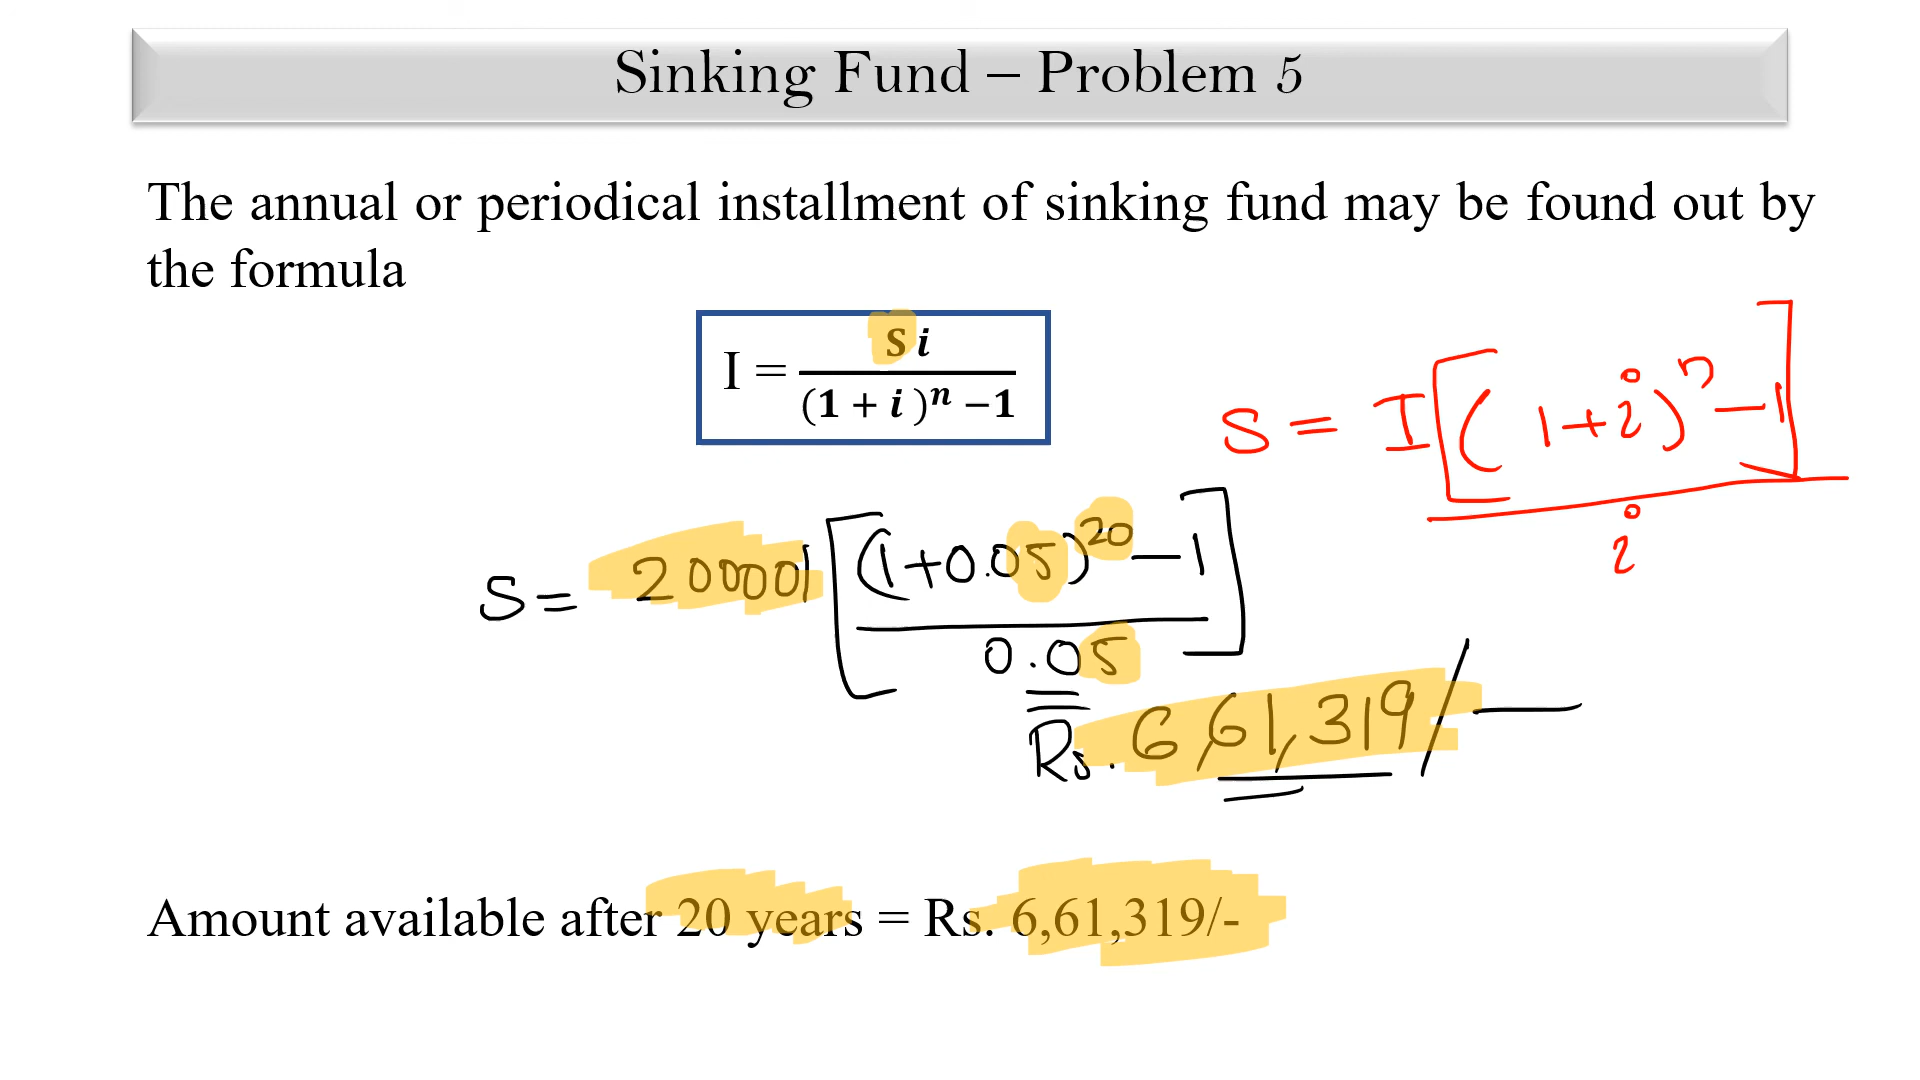 Sinking Fund – Problem 5
The annual or periodical installment of sinking fund may be found out by
the formula
I = S i / (1 + i )ⁿ −1
S = I[(1+i)ⁿ−1] / i
S = [(1+0.05)²⁰−1 / 0.05]
Rs. 6,61,319/—
Amount available after 20 years = Rs. 6,61,319/-